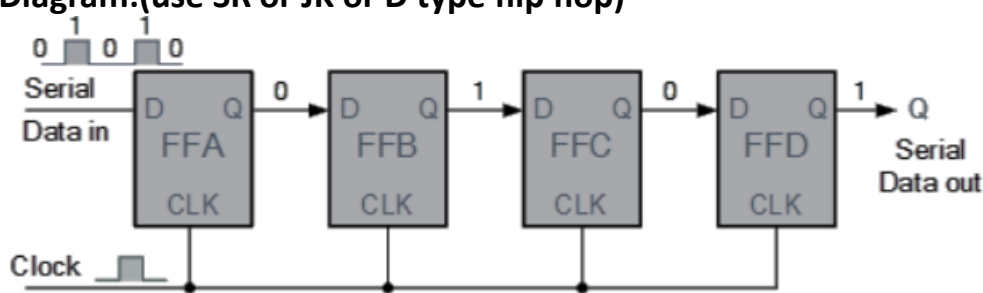 Diagram:(use SR or JK or D type flip flop)
0 1 0 1 0
Serial
Data in
D Q
FFA
CLK
0
D Q
FFB
CLK
1
D Q
FFC
CLK
0
D Q
FFD
CLK
1
Q
Serial
Data out
Clock